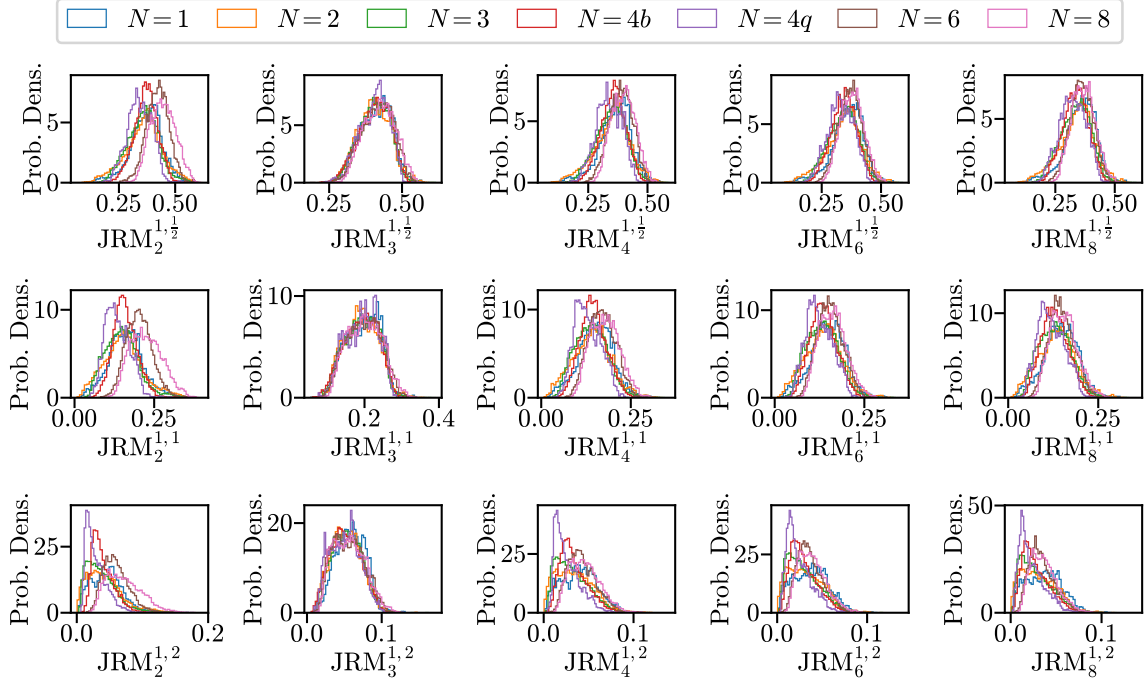 N = 1 N = 2 N = 3 N = 4b N = 4q N = 6 N = 8
Prob. Dens. Prob. Dens. Prob. Dens. Prob. Dens. Prob. Dens.
5 5 5 5 5
0 0 0 0 0
0.25 0.50 0.25 0.50 0.25 0.50 0.25 0.50 0.25 0.50
JRM_2^{1,\frac{1}{2}} JRM_3^{1,\frac{1}{2}} JRM_4^{1,\frac{1}{2}} JRM_6^{1,\frac{1}{2}} JRM_8^{1,\frac{1}{2}}
Prob. Dens. Prob. Dens. Prob. Dens. Prob. Dens. Prob. Dens.
10 10 10 10 10
0 0 0 0 0
0.00 0.25 0.2 0.4 0.00 0.25 0.00 0.25 0.00 0.25
JRM_2^{1,1} JRM_3^{1,1} JRM_4^{1,1} JRM_6^{1,1} JRM_8^{1,1}
Prob. Dens. Prob. Dens. Prob. Dens. Prob. Dens. Prob. Dens.
25 20 25 25 50
0 0 0 0 0
0.0 0.2 0.0 0.1 0.0 0.1 0.0 0.1 0.0 0.1
JRM_2^{1,2} JRM_3^{1,2} JRM_4^{1,2} JRM_6^{1,2} JRM_8^{1,2}